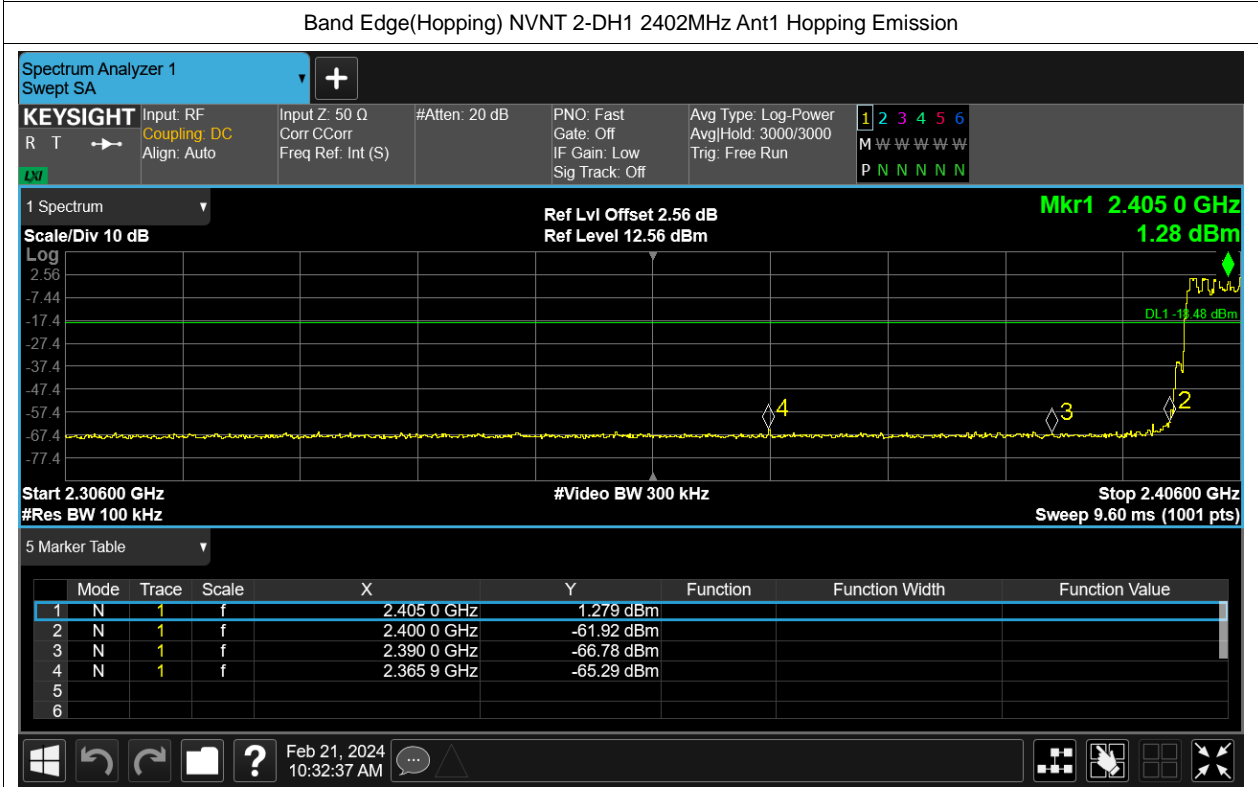 Band Edge(Hopping) NVNT 2-DH1 2402MHz Ant1 Hopping Emission
Spectrum Analyzer 1
Swept SA
+
KEYSIGHT Input: RF Input Z: 50 Ω #Atten: 20 dB PNO: Fast Avg Type: Log-Power 1 2 3 4 5 6
R T Coupling: DC Corr CCorr Gate: Off Avg|Hold: 3000/3000 M W W W W W
Align: Auto Freq Ref: Int (S) IF Gain: Low Trig: Free Run
LXI Sig Track: Off P N N N N N
1 Spectrum Ref Lvl Offset 2.56 dB Mkr1 2.405 0 GHz
Scale/Div 10 dB Ref Level 12.56 dBm 1.28 dBm
Log
2.56
-7.44
-17.4 DL1 -18.48 dBm
-27.4
-37.4
-47.4
-57.4 4 3 2
-67.4
-77.4
Start 2.30600 GHz #Video BW 300 kHz Stop 2.40600 GHz
#Res BW 100 kHz Sweep 9.60 ms (1001 pts)
5 Marker Table
Mode Trace Scale X Y Function Function Width Function Value
1 N 1 f 2.405 0 GHz 1.279 dBm
2 N 1 f 2.400 0 GHz -61.92 dBm
3 N 1 f 2.390 0 GHz -66.78 dBm
4 N 1 f 2.365 9 GHz -65.29 dBm
5
6
? Feb 21, 2024
10:32:37 AM